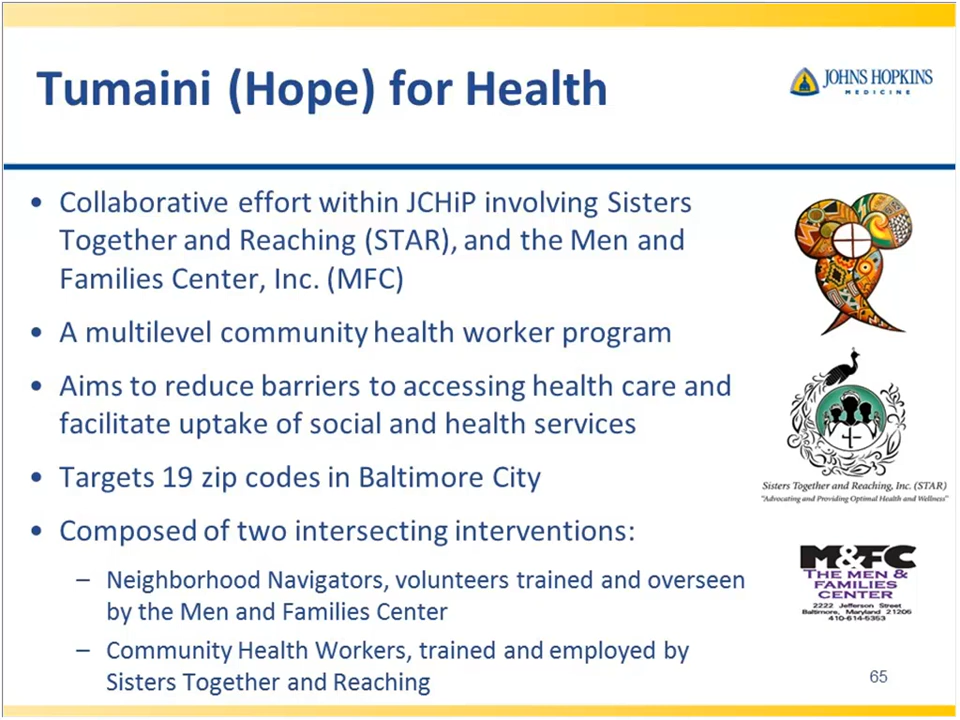 Tumaini (Hope) for Health
JOHNS HOPKINS
MEDICINE
• Collaborative effort within JCHiP involving Sisters
Together and Reaching (STAR), and the Men and
Families Center, Inc. (MFC)
• A multilevel community health worker program
• Aims to reduce barriers to accessing health care and
facilitate uptake of social and health services
• Targets 19 zip codes in Baltimore City
• Composed of two intersecting interventions:
– Neighborhood Navigators, volunteers trained and overseen
by the Men and Families Center
– Community Health Workers, trained and employed by
Sisters Together and Reaching
Sisters Together and Reaching, Inc. (STAR)
"Advocating and Providing Optimal Health and Wellness"
M&FC
THE MEN &
FAMILIES
CENTER
2222 Jefferson Street
Baltimore, Maryland 21205
410-614-5353
65